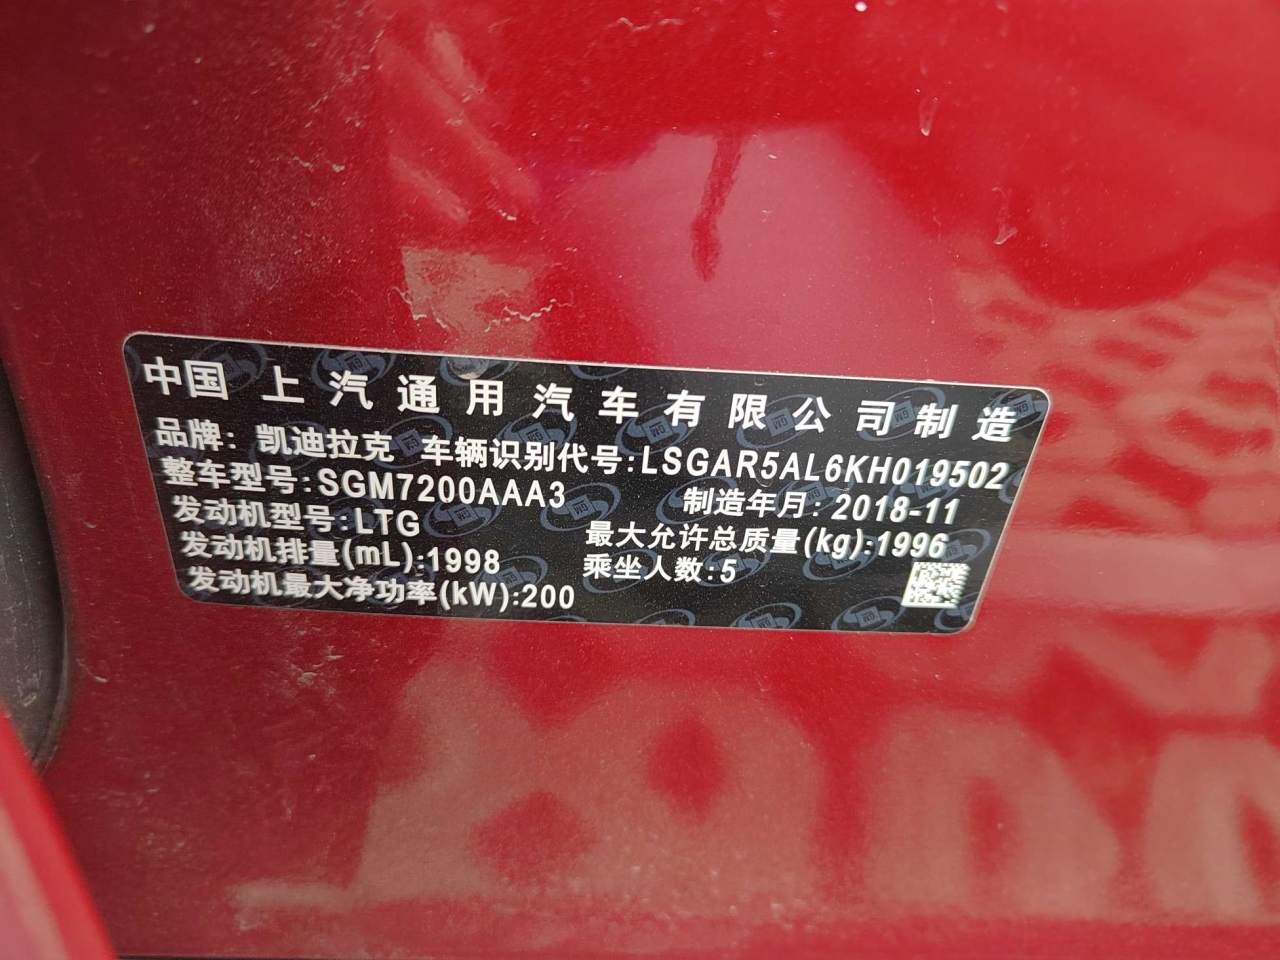 中国 上汽通用汽车有限公司制造
品牌: 凯迪拉克 车辆识别代号:LSGAR5AL6KH019502
整车型号:SGM7200AAA3 制造年月: 2018-11
发动机型号:LTG 最大允许总质量(kg):1996
发动机排量(mL):1998 乘坐人数:5
发动机最大净功率(kW):200